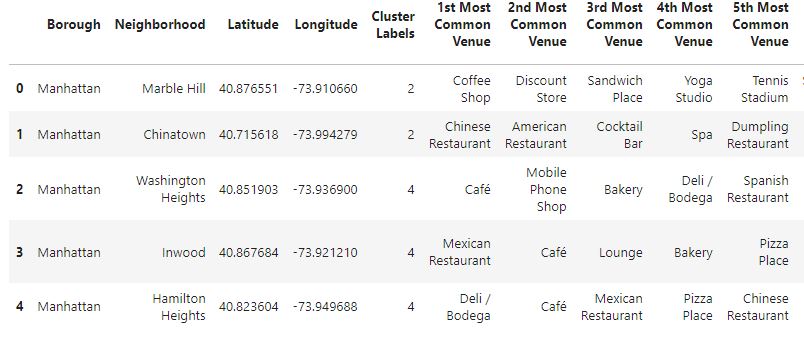 Borough Neighborhood Latitude Longitude Cluster Labels 1st Most Common Venue 2nd Most Common Venue 3rd Most Common Venue 4th Most Common Venue 5th Most Common Venue
0 Manhattan Marble Hill 40.876551 -73.910660 2 Coffee Shop Discount Store Sandwich Place Yoga Studio Tennis Stadium
1 Manhattan Chinatown 40.715618 -73.994279 2 Chinese Restaurant American Restaurant Cocktail Bar Spa Dumpling Restaurant
2 Manhattan Washington Heights 40.851903 -73.936900 4 Café Mobile Phone Shop Bakery Deli / Bodega Spanish Restaurant
3 Manhattan Inwood 40.867684 -73.921210 4 Mexican Restaurant Café Lounge Bakery Pizza Place
4 Manhattan Hamilton Heights 40.823604 -73.949688 4 Deli / Bodega Café Mexican Restaurant Pizza Place Chinese Restaurant